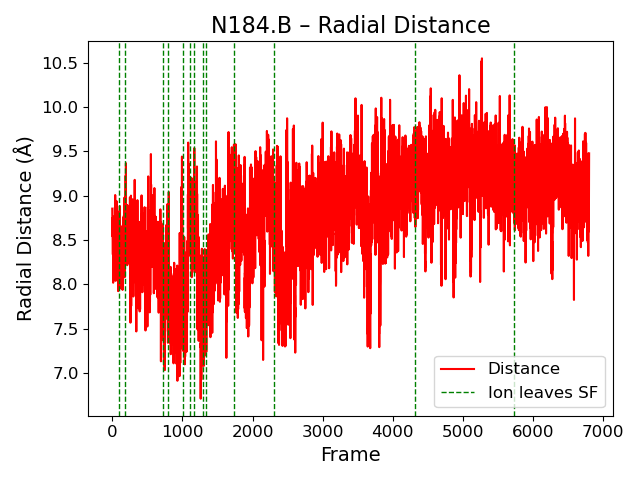 N184.B – Radial Distance
Radial Distance (Å)
10.5
10.0
9.5
9.0
8.5
8.0
7.5
7.0
Distance
Ion leaves SF
0 1000 2000 3000 4000 5000 6000 7000
Frame